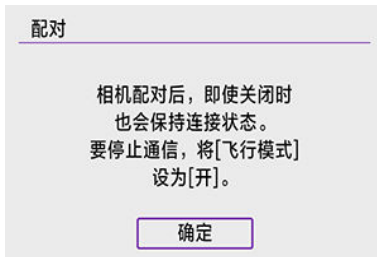 配对
相机配对后，即使关闭时
也会保持连接状态。
要停止通信，将[飞行模式]
设为[开]。
确定